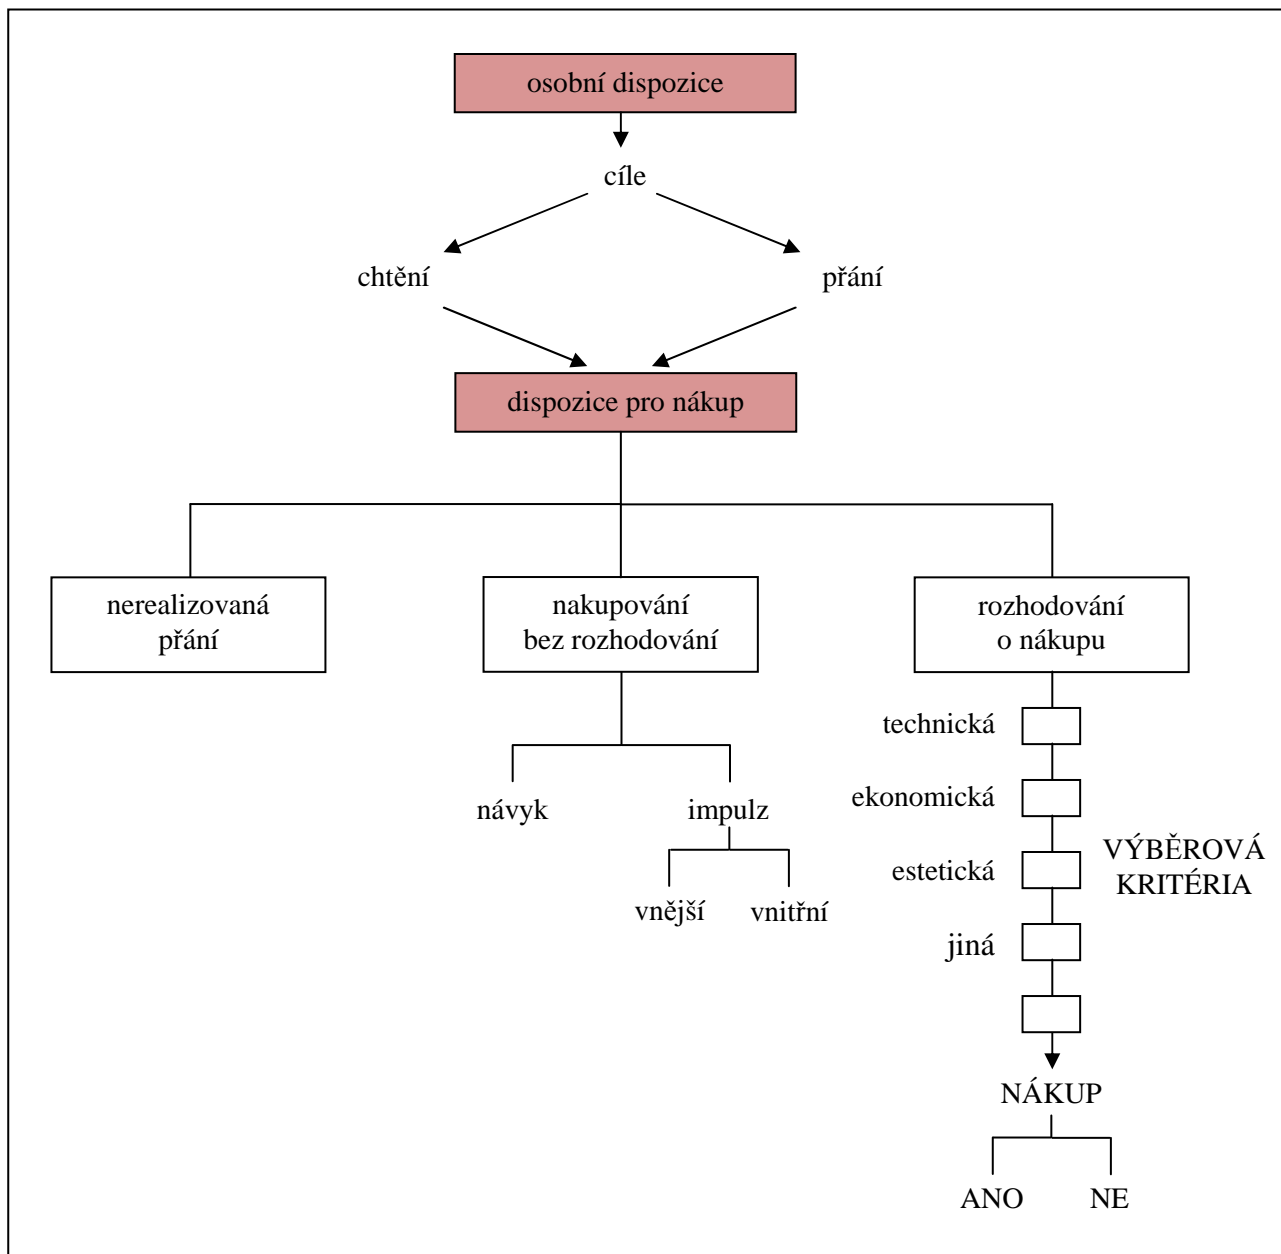 osobní dispozice
cíle
chtění
přání
dispozice pro nákup
nerealizovaná
přání
nakupování
bez rozhodování
rozhodování
o nákupu
technická
ekonomická
estetická
jiná
VÝBĚROVÁ
KRITÉRIA
návyk
impulz
vnější
vnitřní
NÁKUP
ANO
NE